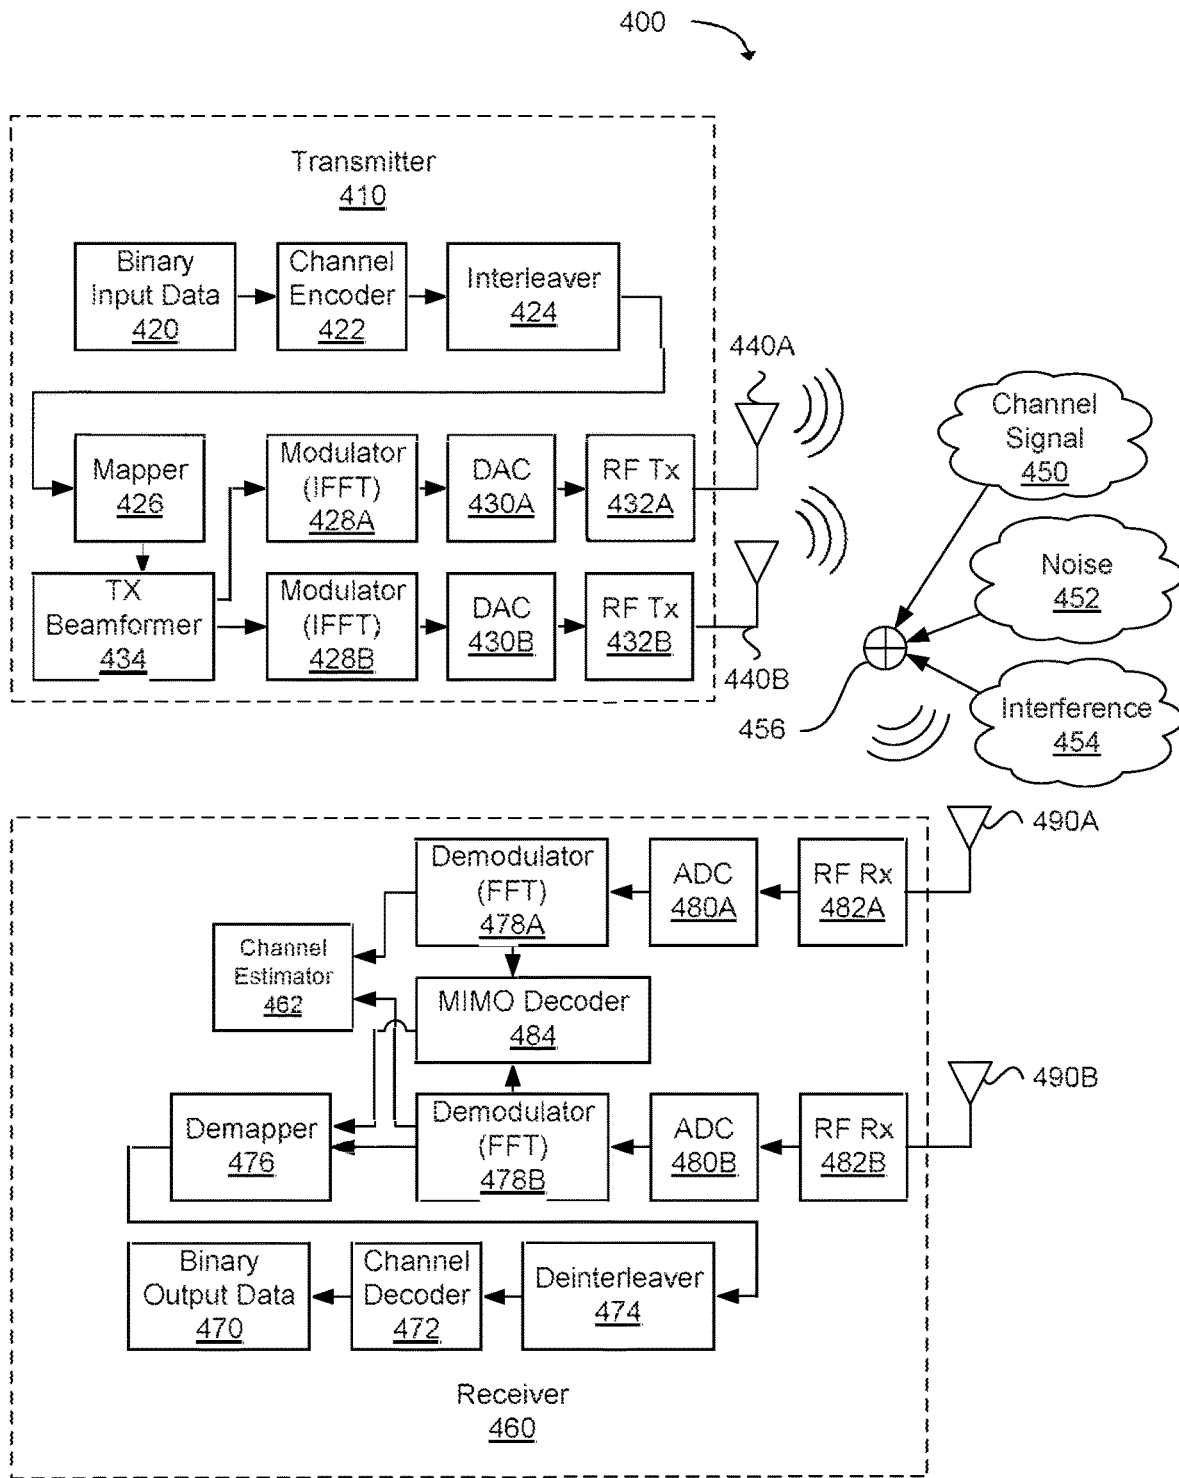 400
Transmitter
410
Binary
Input Data
420
Channel
Encoder
422
Interleaver
424
440A
Channel
Signal
450
Mapper
426
Modulator
(IFFT)
428A
DAC
430A
RF Tx
432A
Noise
452
TX
Beamformer
434
Modulator
(IFFT)
428B
DAC
430B
RF Tx
432B
440B
456
Interference
454
Demodulator
(FFT)
478A
ADC
480A
RF Rx
482A
490A
Channel
Estimator
462
MIMO Decoder
484
Demapper
476
Demodulator
(FFT)
478B
ADC
480B
RF Rx
482B
490B
Binary
Output Data
470
Channel
Decoder
472
Deinterleaver
474
Receiver
460